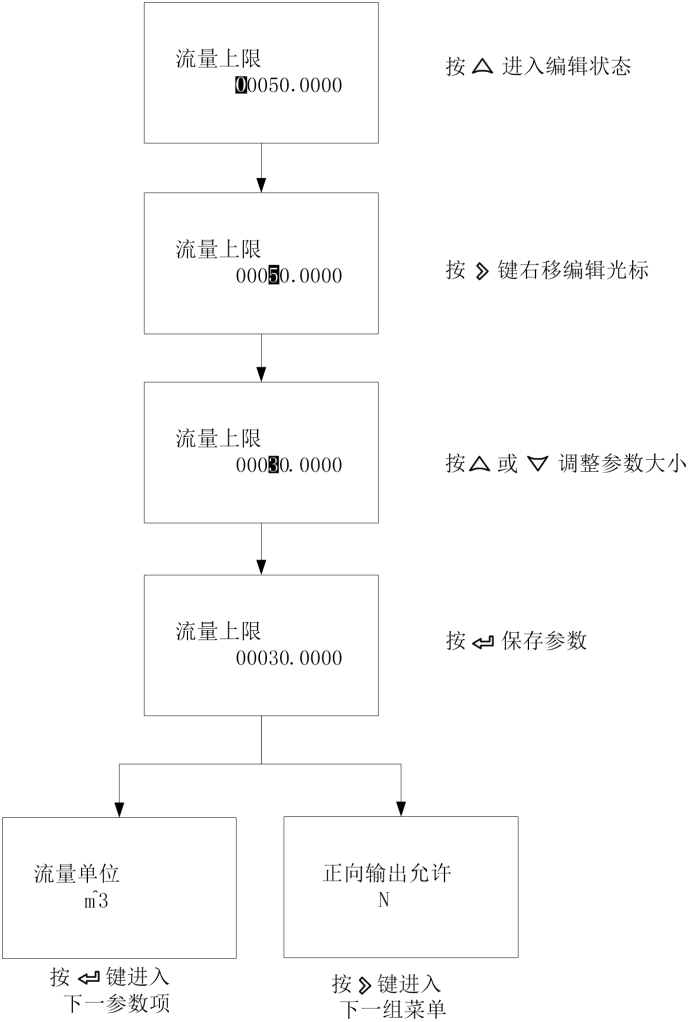 流量上限
00050.0000
按 △ 进入编辑状态
流量上限
00050.0000
按 》 键右移编辑光标
流量上限
00030.0000
按△ 或 ▽ 调整参数大小
流量上限
00030.0000
按 ↵ 保存参数
流量单位
m^3
正向输出允许
N
按 ↵ 键进入
下一参数项
按 》键进入
下一组菜单